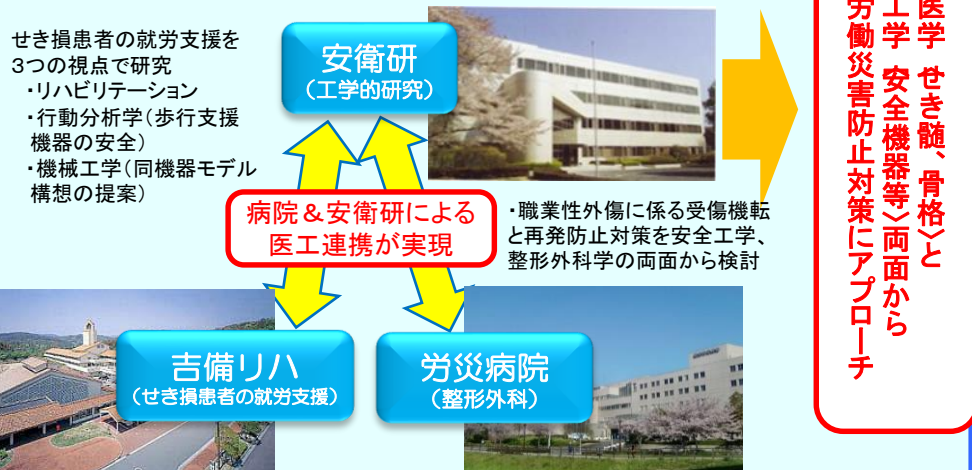 せき損患者の就労支援を
3つの視点で研究
・リハビリテーション
・行動分析学（歩行支援
機器の安全）
・機械工学（同機器モデル
構想の提案）
安衛研
（工学的研究）
病院＆安衛研による
医工連携が実現
・職業性外傷に係る受傷機転
と再発防止対策を安全工学、
整形外科学の両面から検討
吉備リハ
（せき損患者の就労支援）
労災病院
（整形外科）
医学 せき髄、骨格〉と
工学 安全機器等〉両面から
労働災害防止対策にアプローチ